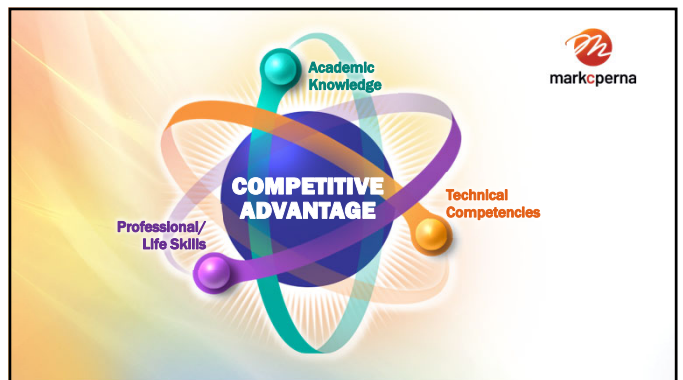 Academic
Knowledge
markcperna
COMPETITIVE
ADVANTAGE
Technical
Competencies
Professional/
Life Skills